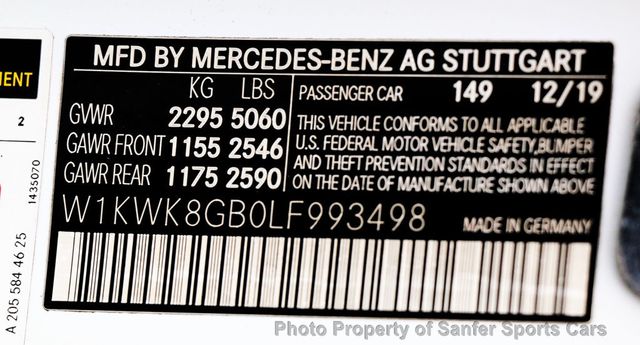 MFD BY MERCEDES-BENZ AG STUTTGART
KG LBS
GVWR 2295 5060
GAWR FRONT 1155 2546
GAWR REAR 1175 2590
PASSENGER CAR 149 12/19
THIS VEHICLE CONFORMS TO ALL APPLICABLE
U.S. FEDERAL MOTOR VEHICLE SAFETY,BUMPER
AND THEFT PREVENTION STANDARDS IN EFFECT
ON THE DATE OF MANUFACTURE SHOWN ABOVE
W1KWK8GB0LF993498 MADE IN GERMANY
MENT
2
1435070
A 205 584 46 25
Photo Property of Sanfer Sports Cars